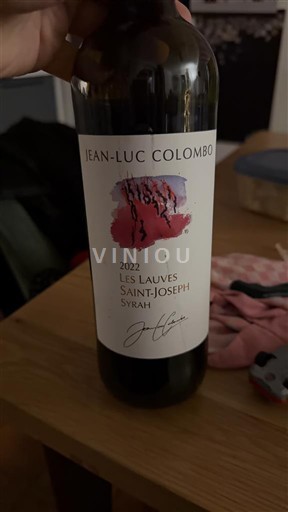 JEAN-LUC COLOMBO
VINIOU
2022
LES LAUVES
SAINT-JOSEPH
SYRAH